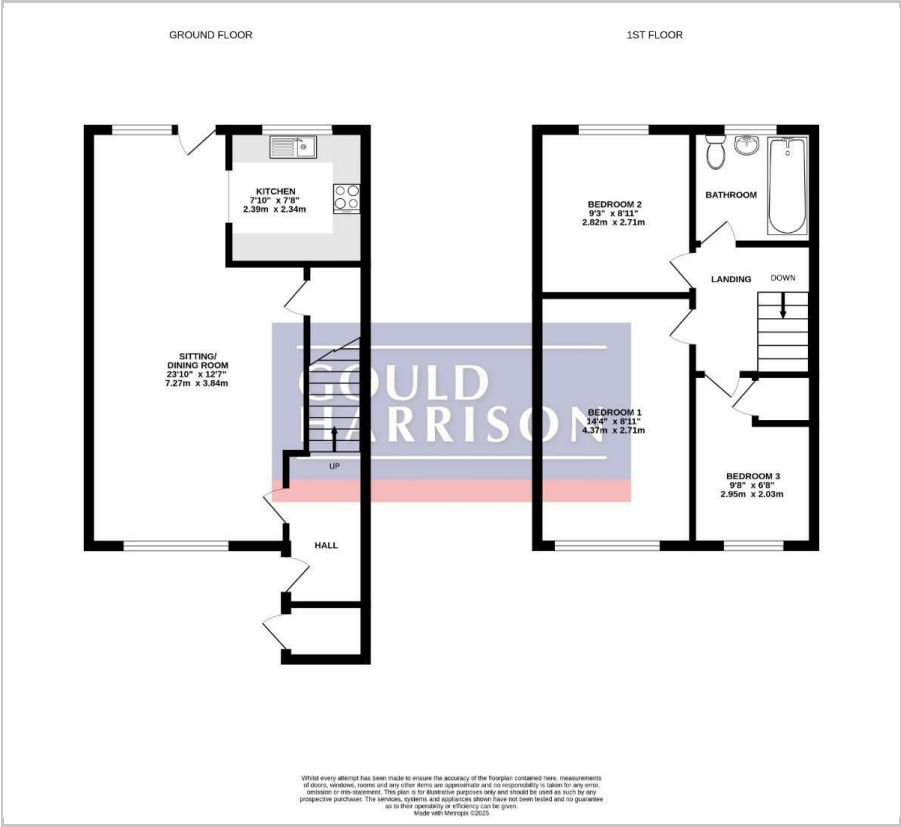 GROUND FLOOR
1ST FLOOR
KITCHEN
7'10" x 7'8"
2.39m x 2.34m
SITTING/
DINING ROOM
23'10" x 12'7"
7.27m x 3.84m
UP
HALL
BEDROOM 2
9'3" x 8'11"
2.82m x 2.71m
BATHROOM
LANDING
DOWN
BEDROOM 1
14'4" x 8'11"
4.37m x 2.71m
BEDROOM 3
9'8" x 6'8"
2.95m x 2.03m
GOULD
HARRISON
Whilst every attempt has been made to ensure the accuracy of the floorplan contained here, measurements
of doors, windows, rooms and any other items are approximate and no responsibility is taken for any error,
omission or mis-statement. This plan is for illustrative purposes only and should be used as such by any
prospective purchaser. The services, systems and appliances shown have not been tested and no guarantee
as to their operability or efficiency can be given.
Made with Metropix ©2025